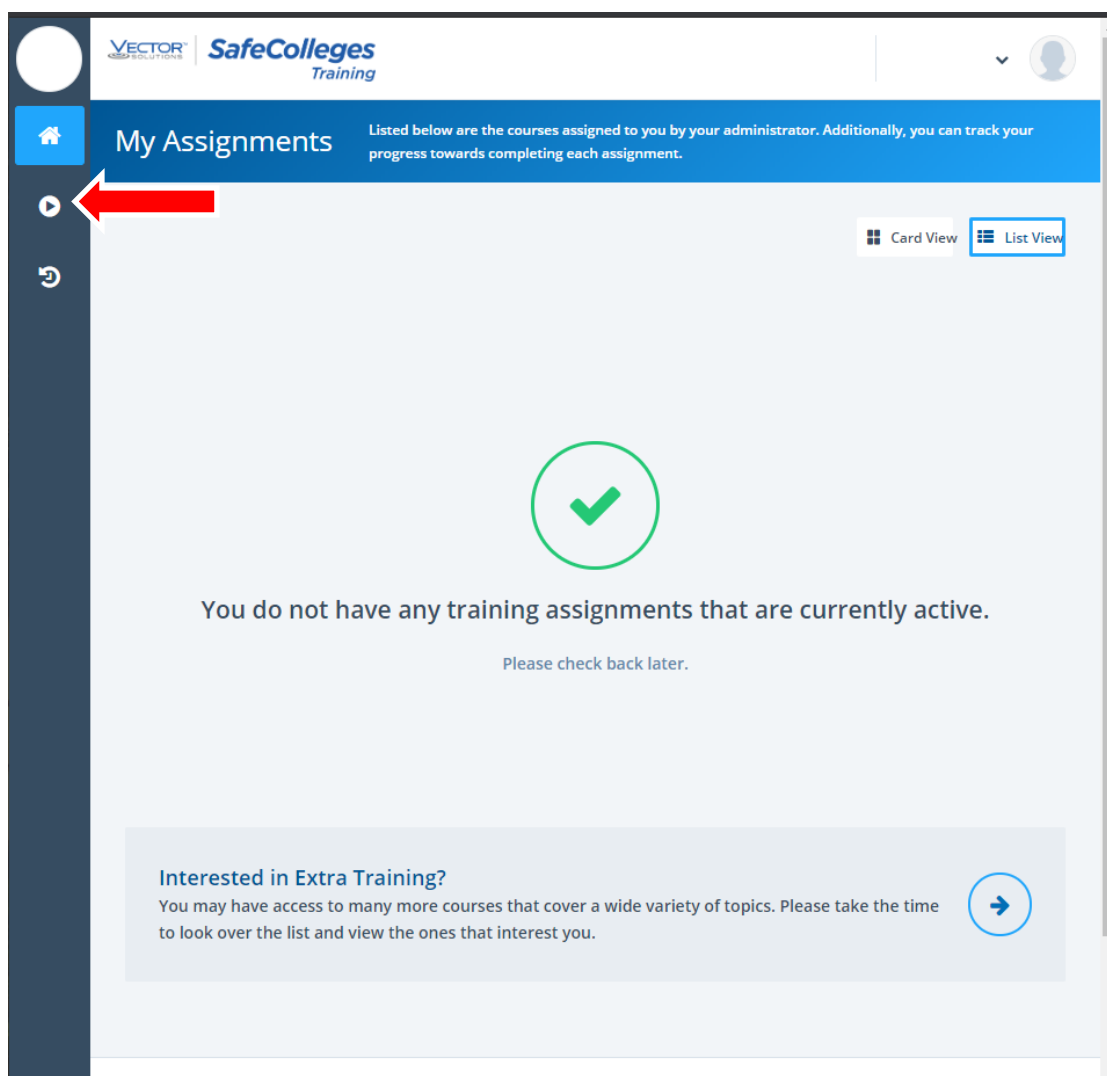 VECTOR SOLUTIONS SafeColleges
Training
My Assignments
Listed below are the courses assigned to you by your administrator. Additionally, you can track your
progress towards completing each assignment.
Card View List View
You do not have any training assignments that are currently active.
Please check back later.
Interested in Extra Training?
You may have access to many more courses that cover a wide variety of topics. Please take the time
to look over the list and view the ones that interest you.